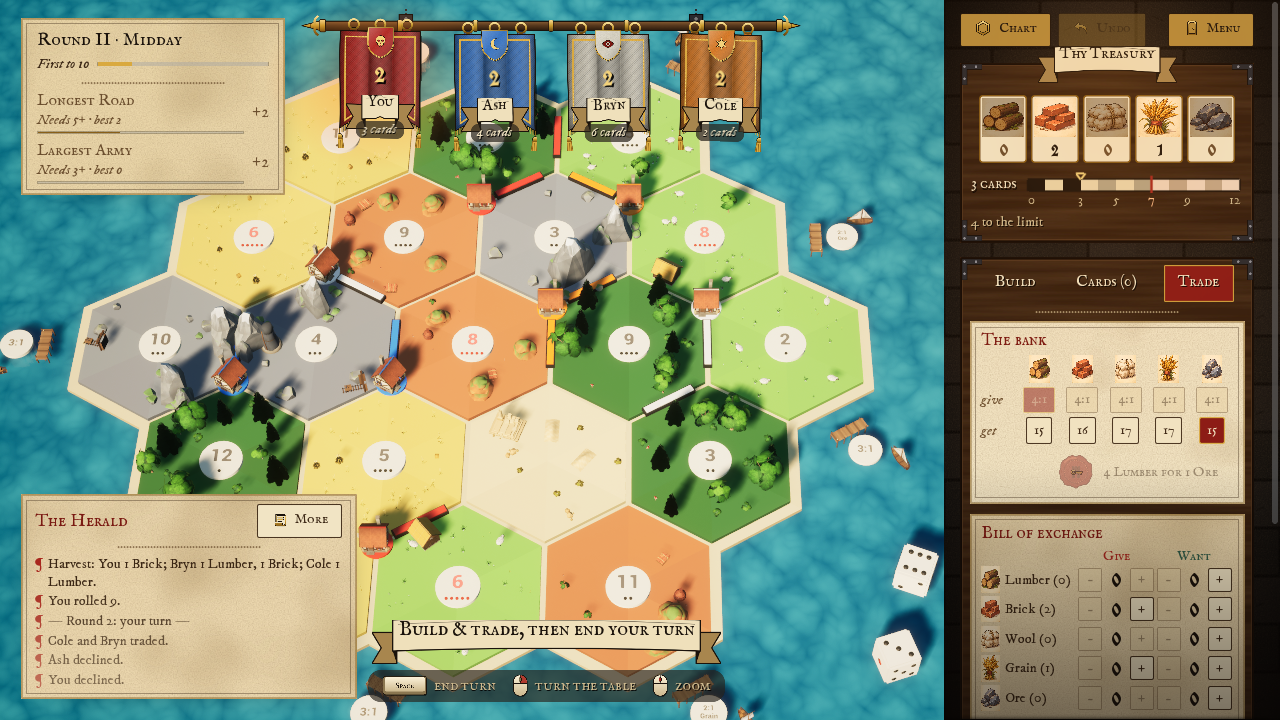 Round II · Midday
First to 10
Longest Road
Needs 5+ · best 2
+2
Largest Army
Needs 3+ · best 0
+2
2
You
3 cards
2
Ash
4 cards
2
Bryn
6 cards
2
Cole
2 cards
6
9
3
8
2:1
Ore
3:1
10
4
8
9
2
12
5
3
3:1
6
11
3:1
2:1
Grain
The Herald
More
¶ Harvest: You 1 Brick; Bryn 1 Lumber, 1 Brick; Cole 1
Lumber.
¶ You rolled 9.
¶ — Round 2: your turn —
¶ Cole and Bryn traded.
¶ Ash declined.
¶ You declined.
Build & trade, then end your turn
Space End turn Turn the table Zoom
Chart Undo Menu
Thy Treasury
0 2 0 1 0
3 cards
0 3 5 7 9 12
4 to the limit
Build Cards (0) Trade
The bank
give 4:1 4:1 4:1 4:1 4:1
get 15 16 17 17 15
4 Lumber for 1 Ore
Bill of exchange
Give Want
Lumber (0) - 0 + - 0 +
Brick (2) - 0 + - 0 +
Wool (0) - 0 + - 0 +
Grain (1) - 0 + - 0 +
Ore (0) - 0 + - 0 +